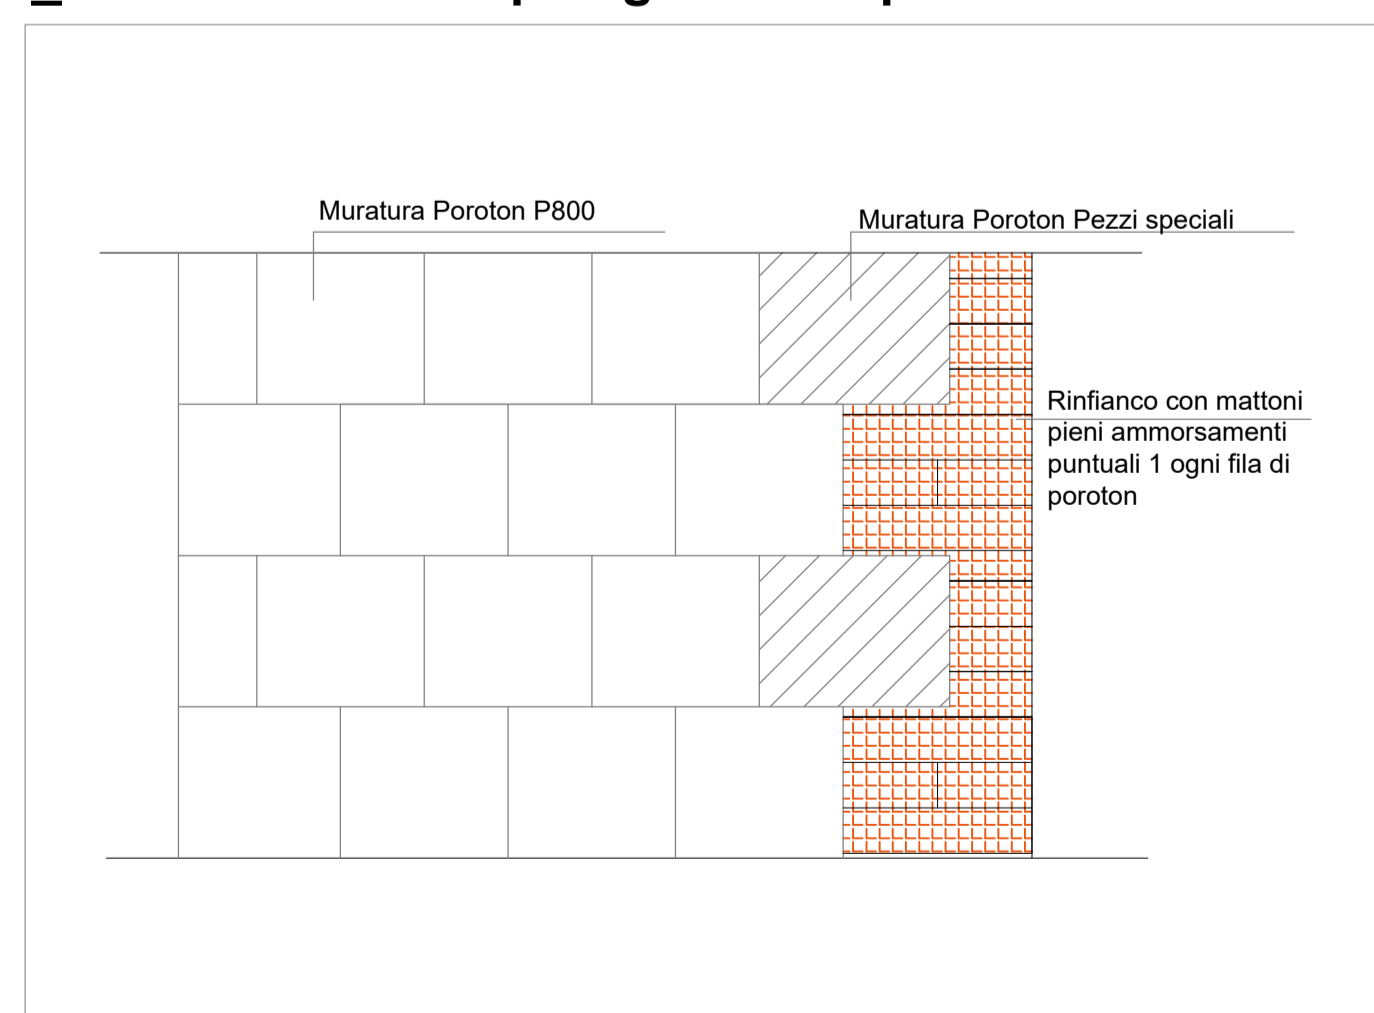 Muratura Poroton P800
Muratura Poroton Pezzi speciali
Rinfianco con mattoni
pieni ammorsamenti
puntuali 1 ogni fila di
poroton